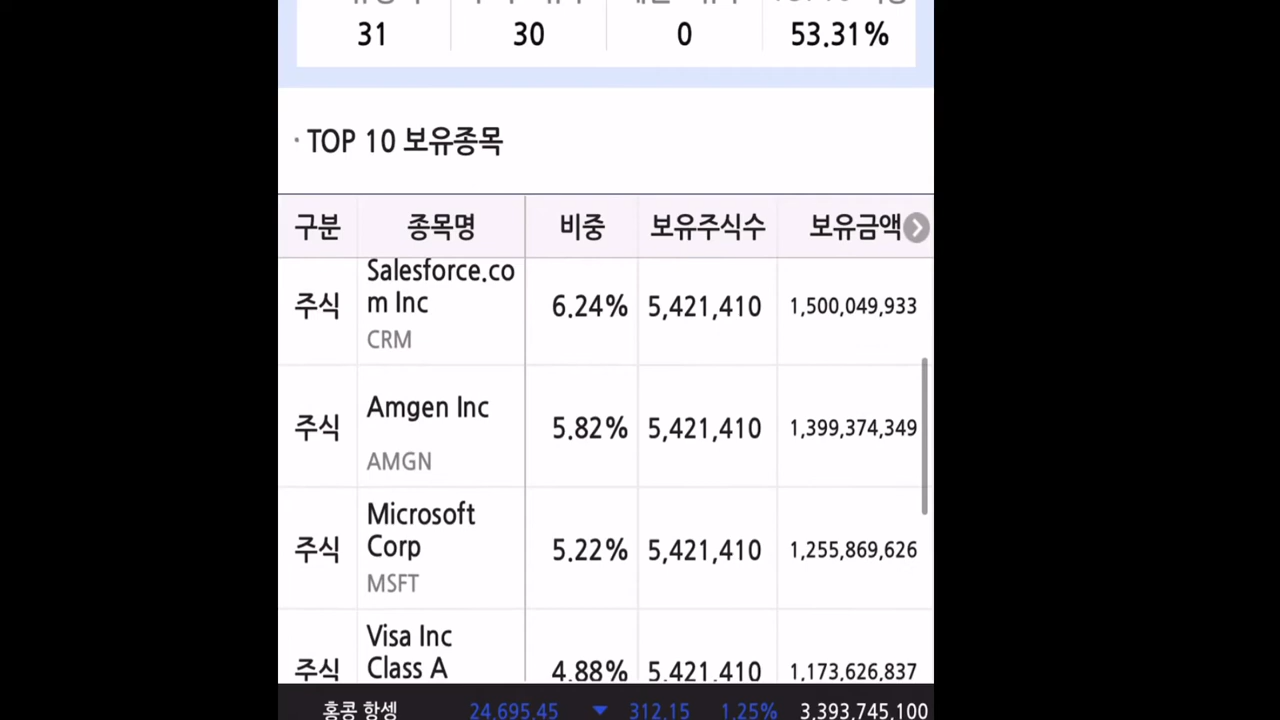 31 30 0 53.31%
· TOP 10 보유종목
구분 종목명 비중 보유주식수 보유금액
Salesforce.co
주식 m Inc 6.24% 5,421,410 1,500,049,933
CRM
Amgen Inc
주식 5.82% 5,421,410 1,399,374,349
AMGN
Microsoft
주식 Corp 5.22% 5,421,410 1,255,869,626
MSFT
Visa Inc
주식 Class A 4.88% 5,421,410 1,173,626,837
홍콩 항셍 24,695.45 ▼ 312.15 1.25% 3,393,745,100